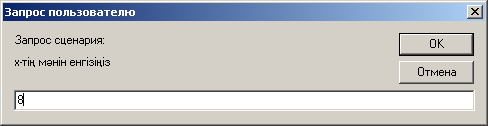 Запрос пользователю
Запрос сценария:
х-тің мәнін енгізіңіз
OK
Отмена
8